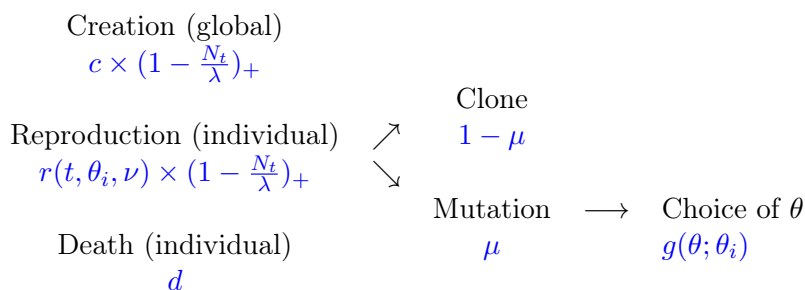 Creation (global)
c × (1 − N_t/λ)_+
Clone
1 − μ
Reproduction (individual) ↗ ↘
r(t, θ_i, ν) × (1 − N_t/λ)_+
Mutation ⟶ Choice of θ
μ g(θ; θ_i)
Death (individual)
d